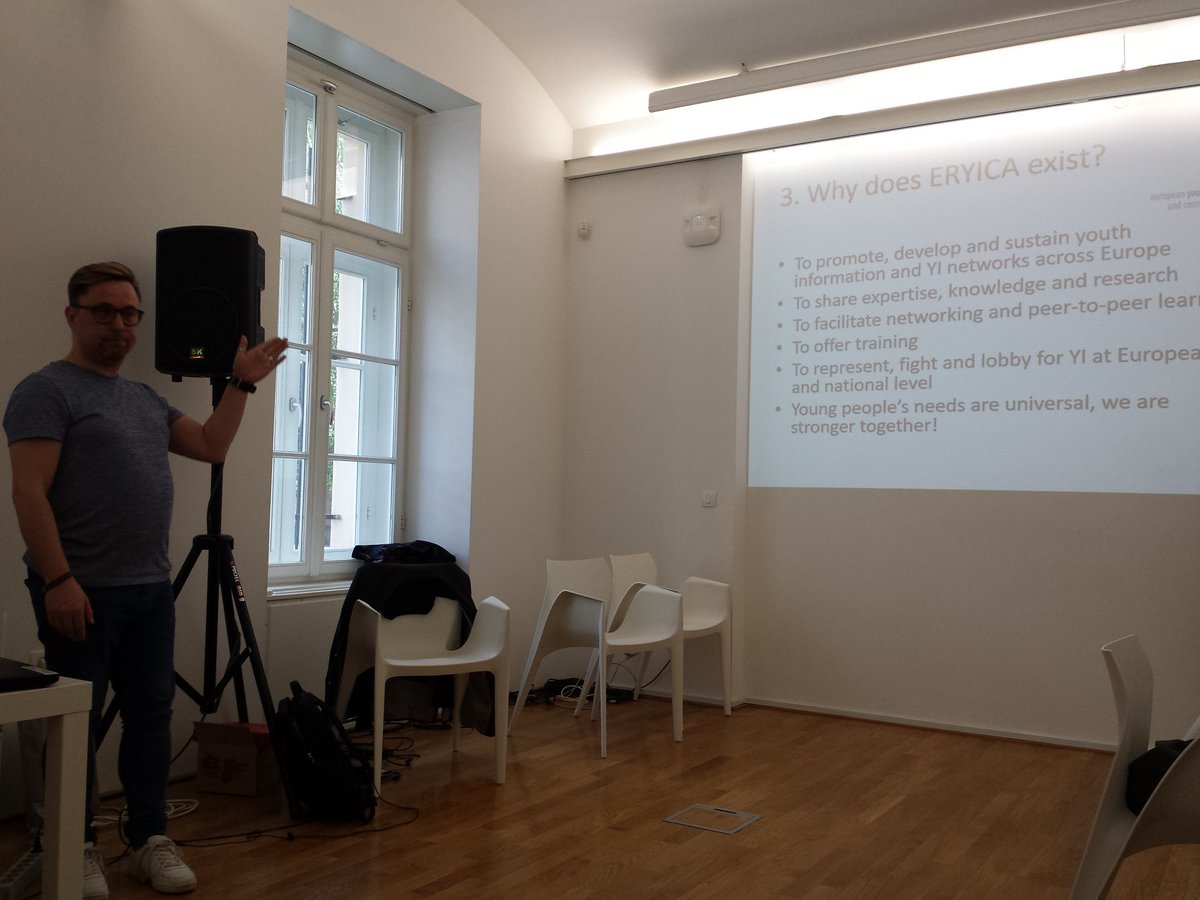 3. Why does ERYICA exist?
european you
and coun
• To promote, develop and sustain youth
information and YI networks across Europe
• To share expertise, knowledge and research
• To facilitate networking and peer-to-peer lear
• To offer training
• To represent, fight and lobby for YI at Europea
and national level
• Young people's needs are universal, we are
stronger together!
SK